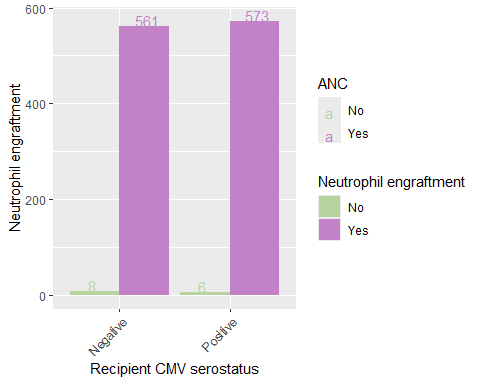 600
400
200
0
Neutrophil engraftment
561
573
8
6
Negative
Positive
Recipient CMV serostatus
ANC
a No
a Yes
Neutrophil engraftment
No
Yes